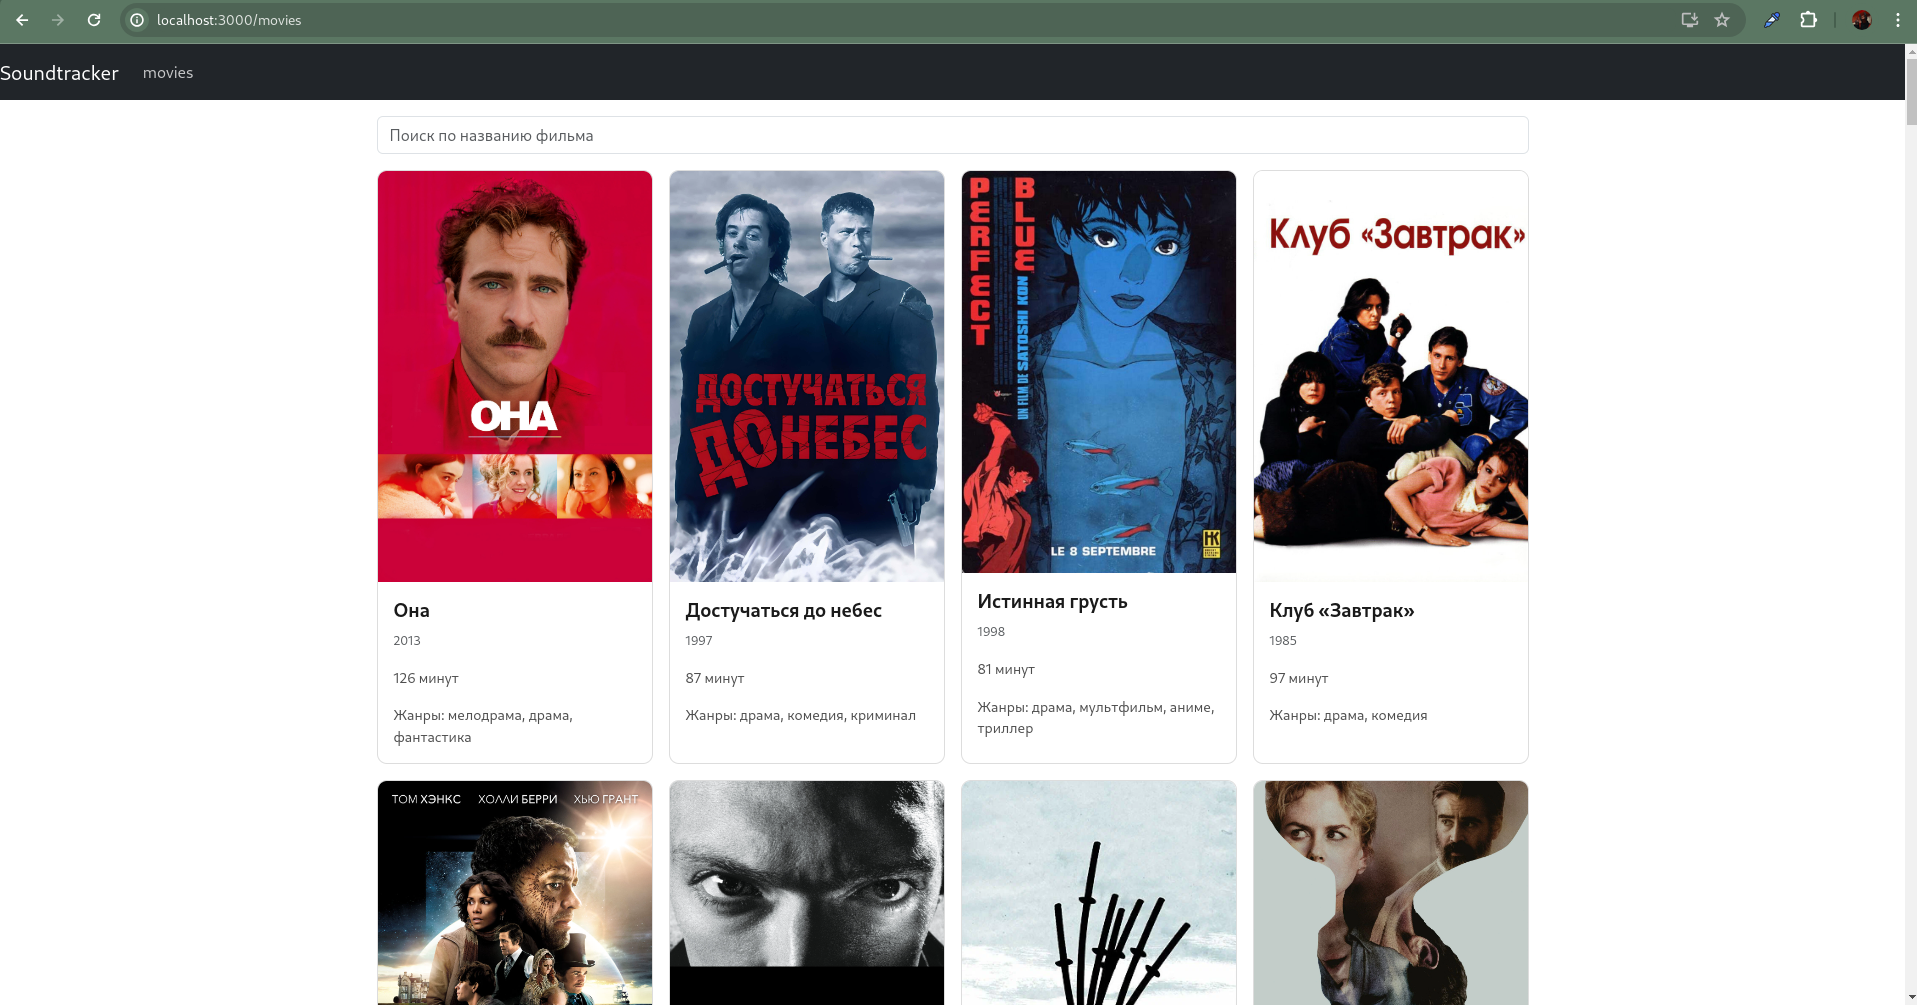 localhost:3000/movies
Soundtracker movies
Поиск по названию фильма
ОНА
ДОСТУЧАТЬСЯ
ДО НЕБЕС
PERFECT
BLUE
UN FILM DE SATOSHI KON
LE 8 SEPTEMBRE
HK
Клуб «Завтрак»
Она
2013
126 минут
Жанры: мелодрама, драма,
фантастика
Достучаться до небес
1997
87 минут
Жанры: драма, комедия, криминал
Истинная грусть
1998
81 минут
Жанры: драма, мультфильм, аниме,
триллер
Клуб «Завтрак»
1985
97 минут
Жанры: драма, комедия
ТОМ ХЭНКС ХОЛЛИ БЕРРИ ХЬЮ ГРАНТ